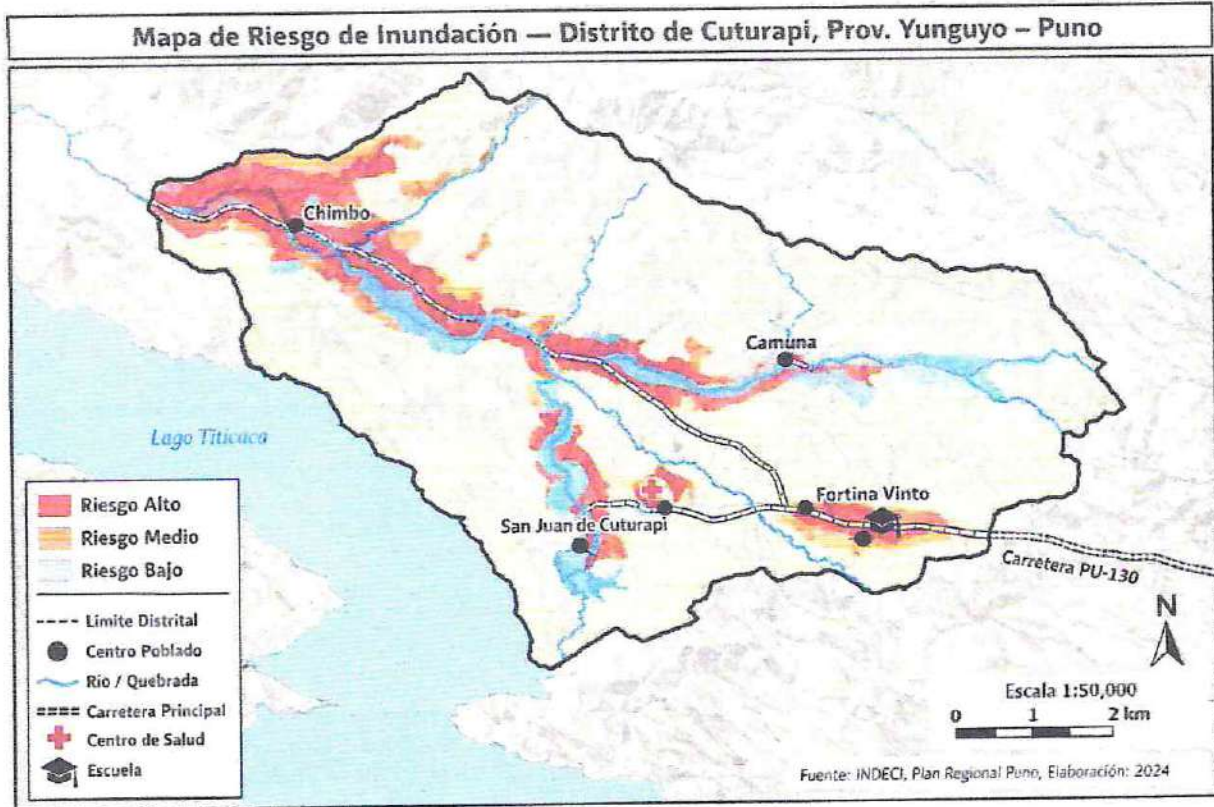 Mapa de Riesgo de Inundación — Distrito de Cuturapi, Prov. Yunguyo – Puno
Chimbo
Camuna
Lago Titicaca
Fortina Vinto
San Juan de Cuturapi
Carretera PU-130
Riesgo Alto
Riesgo Medio
Riesgo Bajo
Límite Distrital
Centro Poblado
Río / Quebrada
Carretera Principal
Centro de Salud
Escuela
N
Escala 1:50,000
0 1 2 km
Fuente: INDECI, Plan Regional Puno, Elaboración: 2024